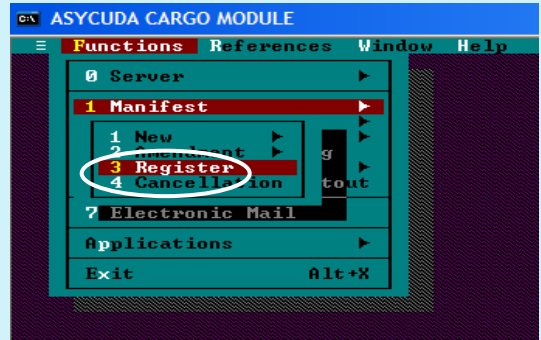 ASYCUDA CARGO MODULE
Functions References Window Help
0 Server
1 Manifest
1 New
2 Amendment g
3 Register
4 Cancellation tout
7 Electronic Mail
Applications
Exit Alt+X